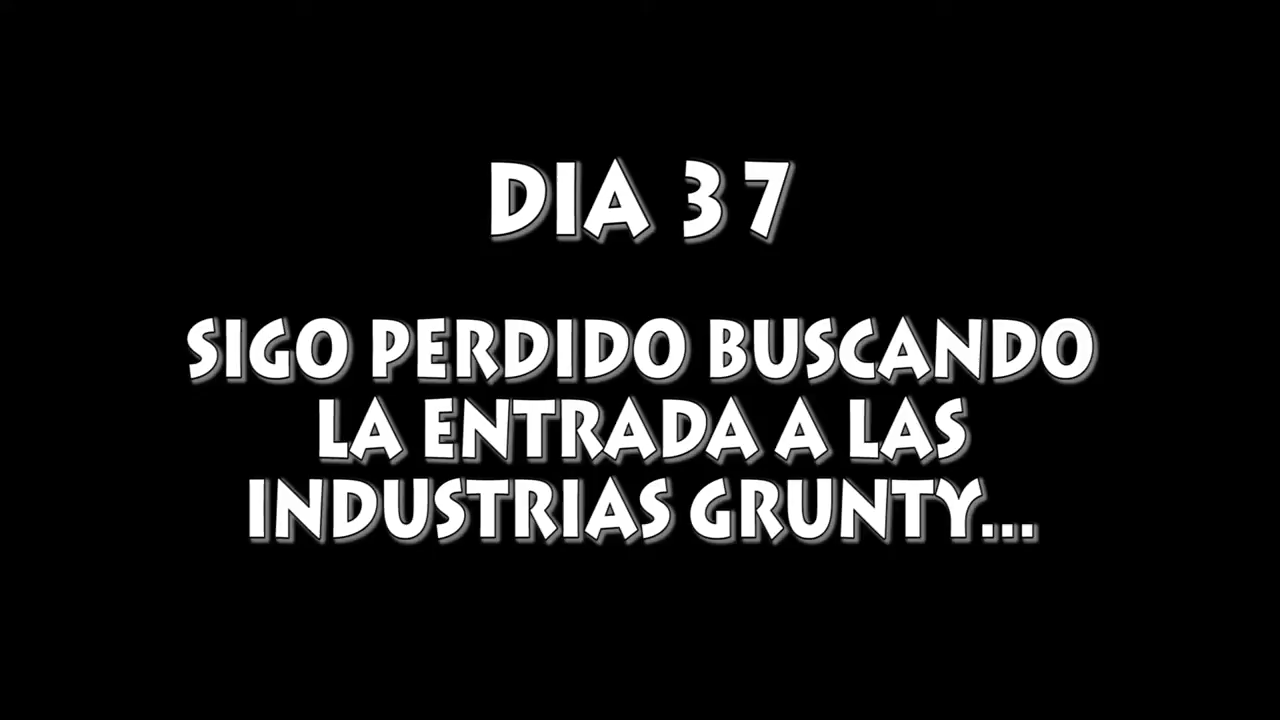 DIA 37
SIGO PERDIDO BUSCANDO
LA ENTRADA A LAS
INDUSTRIAS GRUNTY...